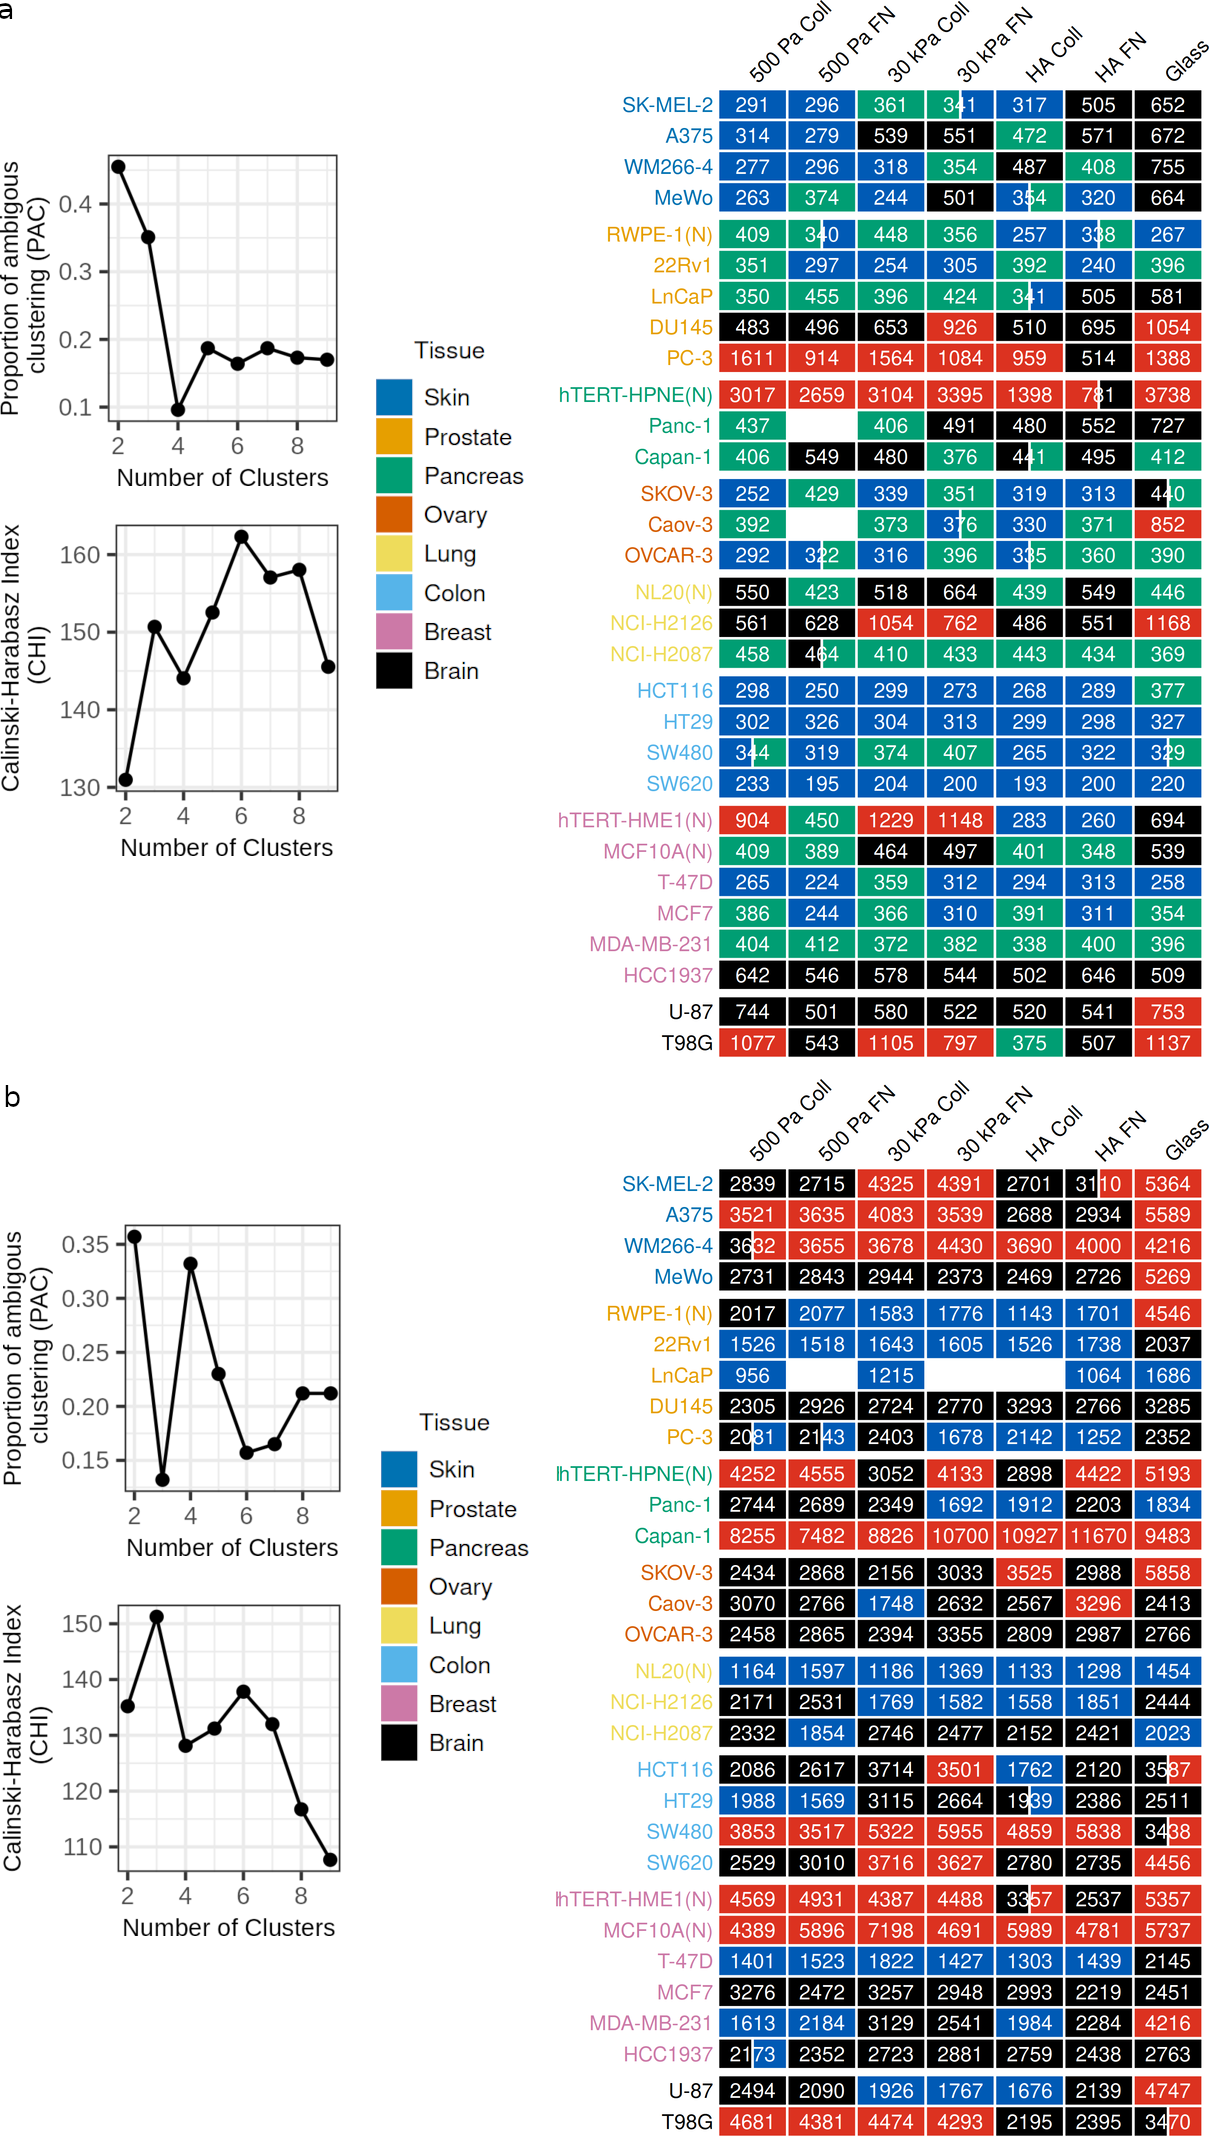 a
500 Pa Coll 500 Pa FN 30 kPa Coll 30 kPa FN HA Coll HA FN Glass
Proportion of ambigous
clustering (PAC)
0.4
0.3
0.2
0.1
2 4 6 8
Number of Clusters
Calinski-Harabasz Index
(CHI)
160
150
140
130
2 4 6 8
Number of Clusters
Tissue
Skin
Prostate
Pancreas
Ovary
Lung
Colon
Breast
Brain
SK-MEL-2 291 296 361 341 317 505 652
A375 314 279 539 551 472 571 672
WM266-4 277 296 318 354 487 408 755
MeWo 263 374 244 501 354 320 664
RWPE-1(N) 409 340 448 356 257 338 267
22Rv1 351 297 254 305 392 240 396
LnCaP 350 455 396 424 341 505 581
DU145 483 496 653 926 510 695 1054
PC-3 1611 914 1564 1084 959 514 1388
hTERT-HPNE(N) 3017 2659 3104 3395 1398 781 3738
Panc-1 437 406 491 480 552 727
Capan-1 406 549 480 376 441 495 412
SKOV-3 252 429 339 351 319 313 440
Caov-3 392 373 376 330 371 852
OVCAR-3 292 322 316 396 335 360 390
NL20(N) 550 423 518 664 439 549 446
NCI-H2126 561 628 1054 762 486 551 1168
NCI-H2087 458 464 410 433 443 434 369
HCT116 298 250 299 273 268 289 377
HT29 302 326 304 313 299 298 327
SW480 344 319 374 407 265 322 329
SW620 233 195 204 200 193 200 220
hTERT-HME1(N) 904 450 1229 1148 283 260 694
MCF10A(N) 409 389 464 497 401 348 539
T-47D 265 224 359 312 294 313 258
MCF7 386 244 366 310 391 311 354
MDA-MB-231 404 412 372 382 338 400 396
HCC1937 642 546 578 544 502 646 509
U-87 744 501 580 522 520 541 753
T98G 1077 543 1105 797 375 507 1137
b
500 Pa Coll 500 Pa FN 30 kPa Coll 30 kPa FN HA Coll HA FN Glass
Proportion of ambigous
clustering (PAC)
0.35
0.30
0.25
0.20
0.15
2 4 6 8
Number of Clusters
Calinski-Harabasz Index
(CHI)
150
140
130
120
110
2 4 6 8
Number of Clusters
Tissue
Skin
Prostate
Pancreas
Ovary
Lung
Colon
Breast
Brain
SK-MEL-2 2839 2715 4325 4391 2701 3110 5364
A375 3521 3635 4083 3539 2688 2934 5589
WM266-4 3632 3655 3678 4430 3690 4000 4216
MeWo 2731 2843 2944 2373 2469 2726 5269
RWPE-1(N) 2017 2077 1583 1776 1143 1701 4546
22Rv1 1526 1518 1643 1605 1526 1738 2037
LnCaP 956 1215 1064 1686
DU145 2305 2926 2724 2770 3293 2766 3285
PC-3 2081 2143 2403 1678 2142 1252 2352
hTERT-HPNE(N) 4252 4555 3052 4133 2898 4422 5193
Panc-1 2744 2689 2349 1692 1912 2203 1834
Capan-1 8255 7482 8826 10700 10927 11670 9483
SKOV-3 2434 2868 2156 3033 3525 2988 5858
Caov-3 3070 2766 1748 2632 2567 3296 2413
OVCAR-3 2458 2865 2394 3355 2809 2987 2766
NL20(N) 1164 1597 1186 1369 1133 1298 1454
NCI-H2126 2171 2531 1769 1582 1558 1851 2444
NCI-H2087 2332 1854 2746 2477 2152 2421 2023
HCT116 2086 2617 3714 3501 1762 2120 3587
HT29 1988 1569 3115 2664 1939 2386 2511
SW480 3853 3517 5322 5955 4859 5838 3438
SW620 2529 3010 3716 3627 2780 2735 4456
hTERT-HME1(N) 4569 4931 4387 4488 3357 2537 5357
MCF10A(N) 4389 5896 7198 4691 5989 4781 5737
T-47D 1401 1523 1822 1427 1303 1439 2145
MCF7 3276 2472 3257 2948 2993 2219 2451
MDA-MB-231 1613 2184 3129 2541 1984 2284 4216
HCC1937 2173 2352 2723 2881 2759 2438 2763
U-87 2494 2090 1926 1767 1676 2139 4747
T98G 4681 4381 4474 4293 2195 2395 3470